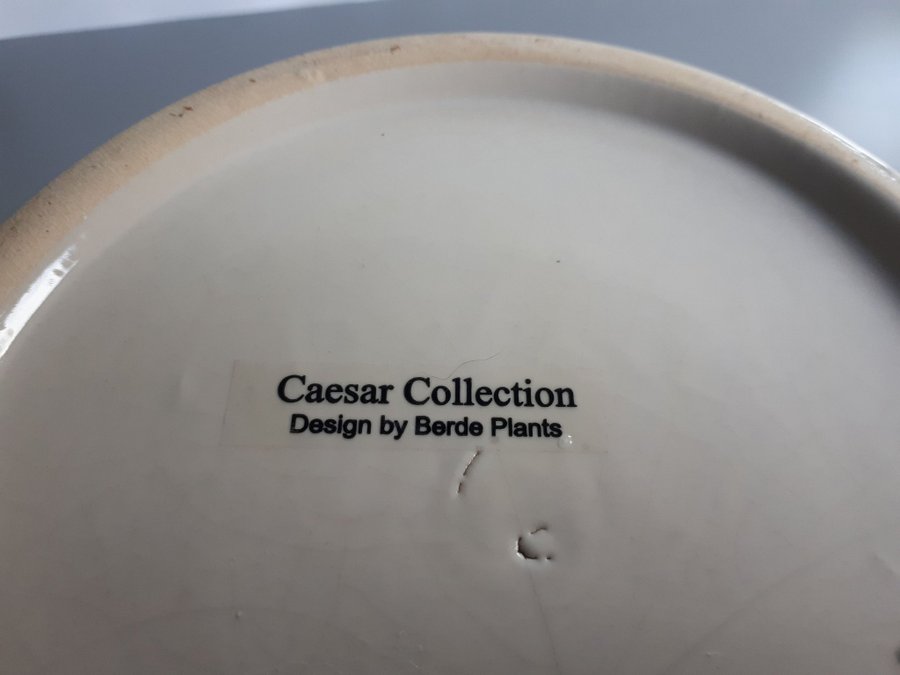 Caesar Collection
Design by Berde Plants